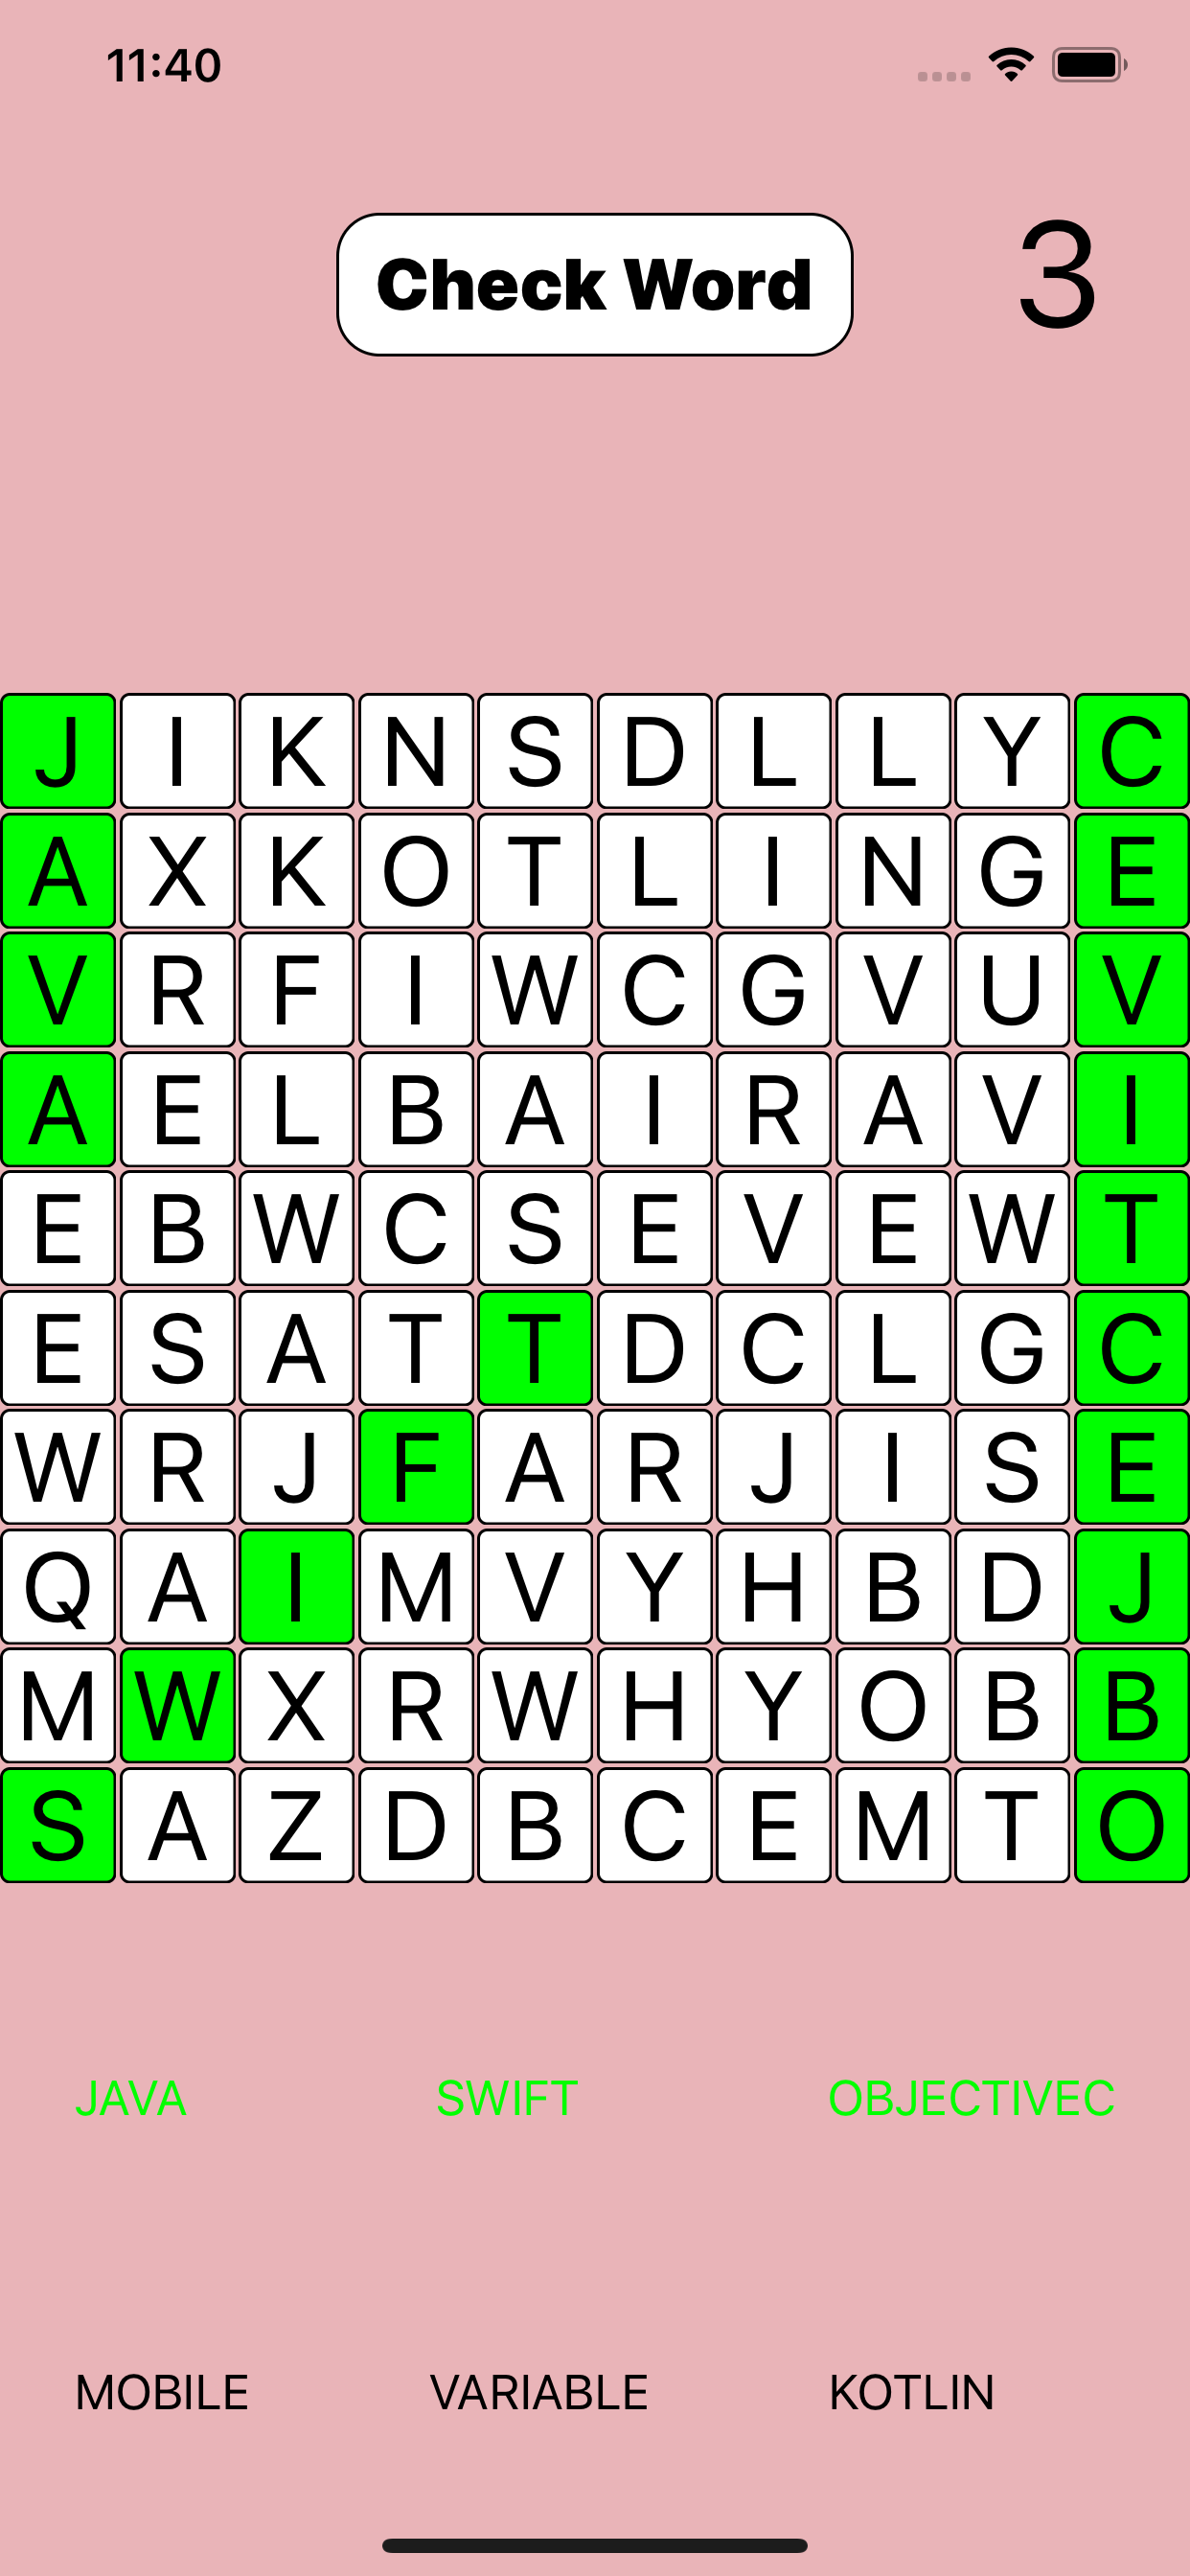 11:40
Check Word 3
J I K N S D L L Y C
A X K O T L I N G E
V R F I W C G V U V
A E L B A I R A V I
E B W C S E V E W T
E S A T T D C L G C
W R J F A R J I S E
Q A I M V Y H B D J
M W X R W H Y O B B
S A Z D B C E M T O
JAVA SWIFT OBJECTIVEC
MOBILE VARIABLE KOTLIN